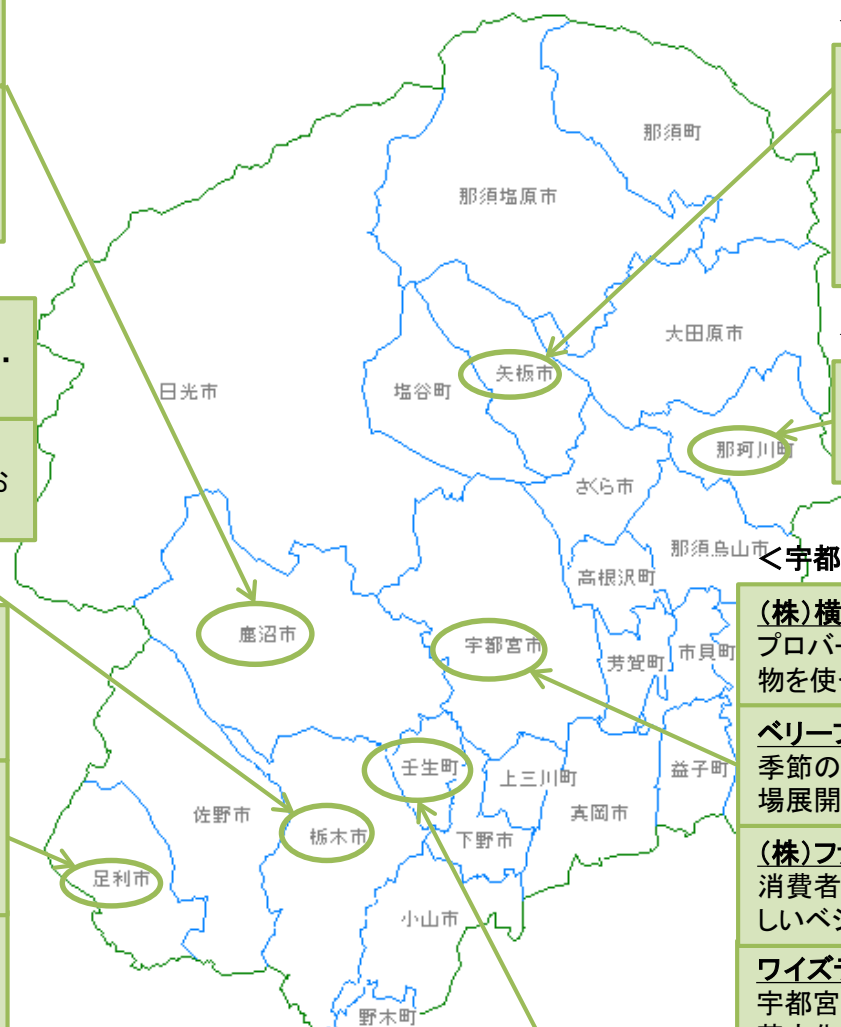 那須町
那須塩原市
大田原市
矢板市
塩谷町
日光市
那珂川町
さくら市
那須烏山市
高根沢町
鹿沼市
宇都宮市
芳賀町
市貝町
壬生町
上三川町
益子町
真岡市
佐野市
栃木市
下野市
足利市
小山市
野木町
<宇都
(株)横
プロバー
物を使
ベリー
季節の
場展開
(株)フ
消費者
しいベジ
ワイズ
宇都宮